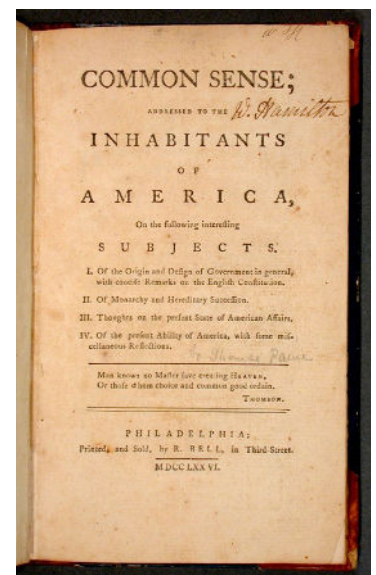 COMMON SENSE;
ADDRESSED TO THE
W. Hamilton
INHABITANTS
OF
AMERICA,
On the following interesting
SUBJECTS.
I. Of the Origin and Design of Government in general,
with concise Remarks on the English Constitution.
II. Of Monarchy and Hereditary Succession.
III. Thoughts on the present State of American Affairs.
IV. Of the present Ability of America, with some mis-
cellaneous Reflections.
by Thomas Paine
Man knows no Master save creating HEAVEN,
Or those whom choice and common good ordain.
THOMSON.
PHILADELPHIA;
Printed, and Sold, by R. BELL, in Third-Street.
MDCCLXXVI.